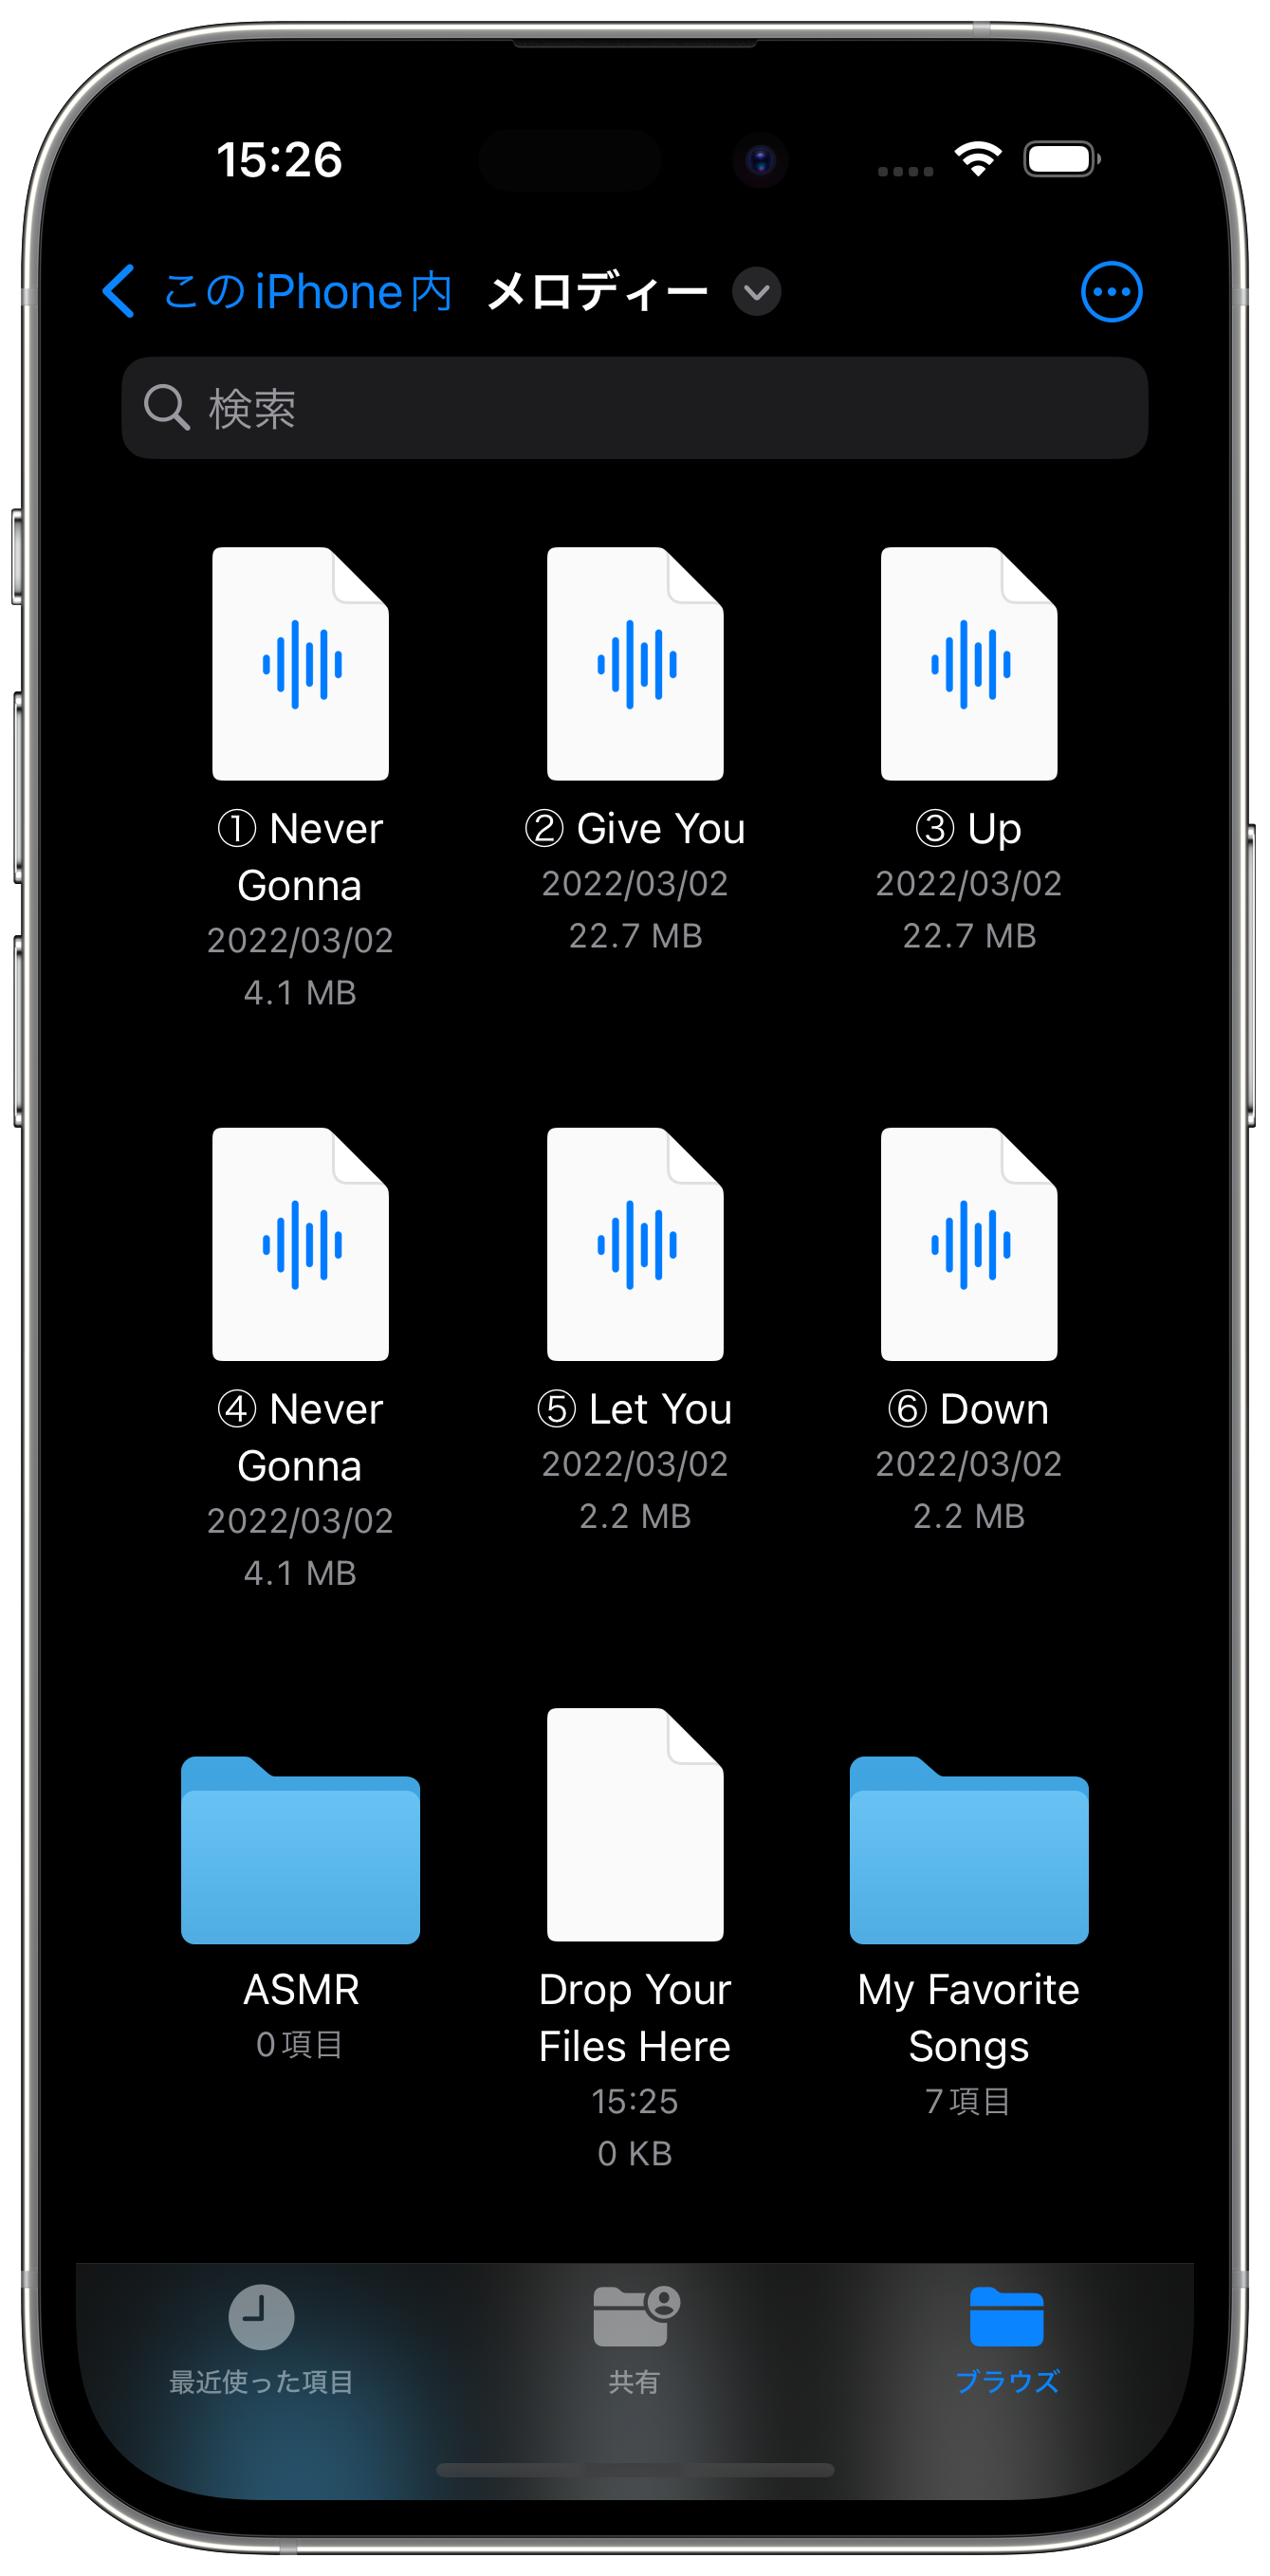 15:26
このiPhone内 メロディー
検索
① Never
Gonna
2022/03/02
4.1 MB
② Give You
2022/03/02
22.7 MB
③ Up
2022/03/02
22.7 MB
④ Never
Gonna
2022/03/02
4.1 MB
⑤ Let You
2022/03/02
2.2 MB
⑥ Down
2022/03/02
2.2 MB
ASMR
0項目
Drop Your
Files Here
15:25
0 KB
My Favorite
Songs
7項目
最近使った項目
共有
ブラウズ